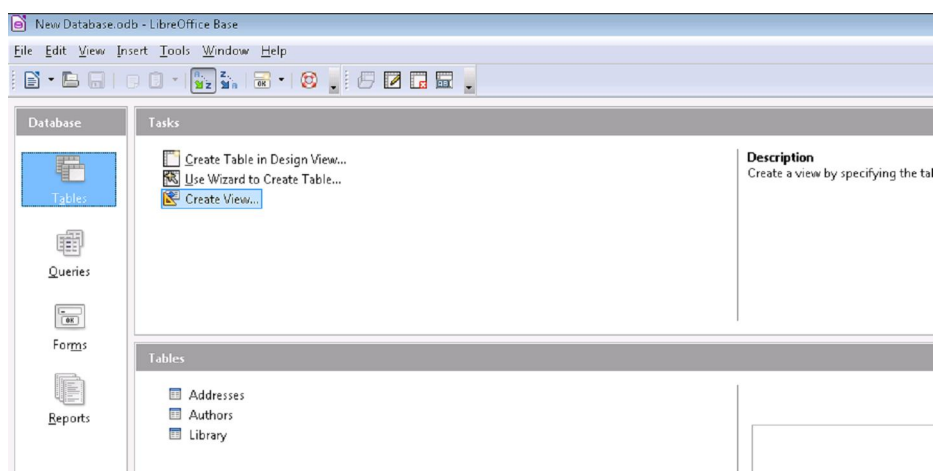 New Database.odb - LibreOffice Base
File Edit View Insert Tools Window Help
Database
Tables
Queries
Forms
Reports
Tasks
Create Table in Design View...
Use Wizard to Create Table...
Create View...
Description
Create a view by specifying the tal
Tables
Addresses
Authors
Library